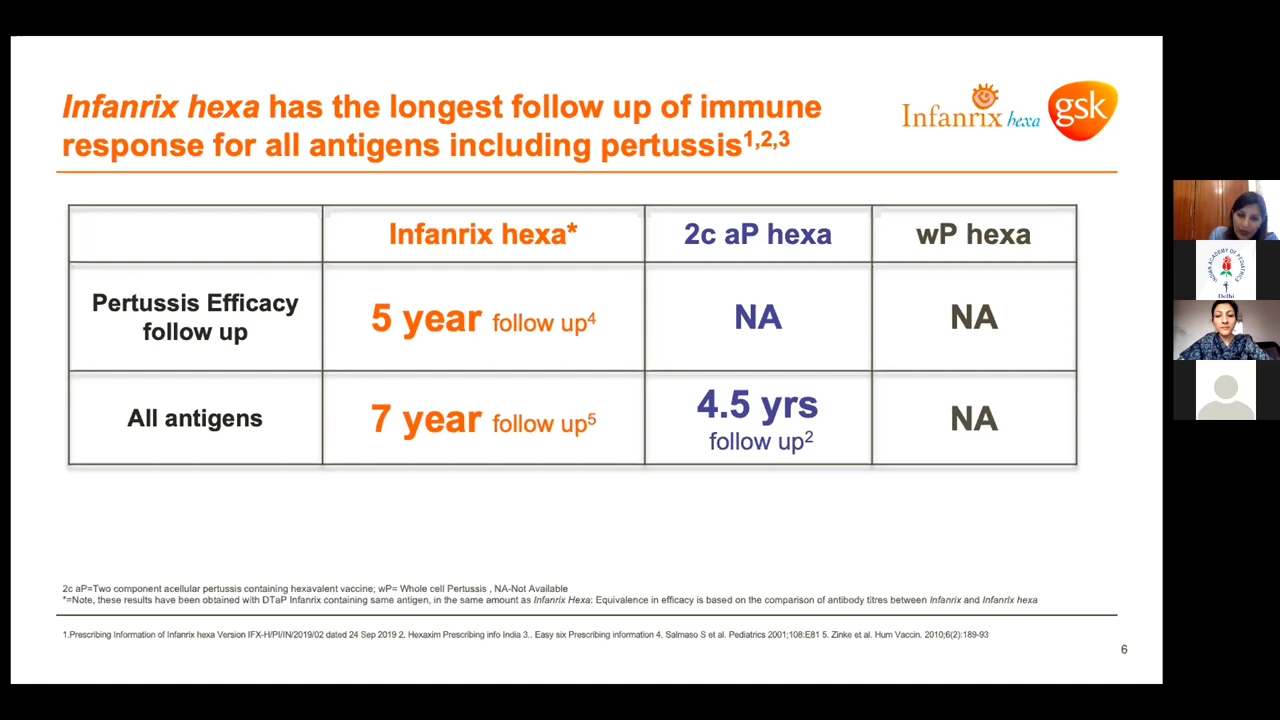 Infanrix hexa has the longest follow up of immune
response for all antigens including pertussis1,2,3
Infanrix hexa
gsk
Infanrix hexa* 2c aP hexa wP hexa
Pertussis Efficacy
follow up
5 year follow up4
NA
NA
All antigens
7 year follow up5
4.5 yrs
follow up2
NA
2c aP=Two component acellular pertussis containing hexavalent vaccine; wP= Whole cell Pertussis , NA-Not Available
*=Note, these results have been obtained with DTaP Infanrix containing same antigen, in the same amount as Infanrix Hexa: Equivalence in efficacy is based on the comparison of antibody titres between Infanrix and Infanrix hexa
1.Prescribing Information of Infanrix hexa Version IFX-H/PI/IN/2019/02 dated 24 Sep 2019 2. Hexaxim Prescribing info India 3.. Easy six Prescribing information 4. Salmaso S et al. Pediatrics 2001;108:E81 5. Zinke et al. Hum Vaccin. 2010;6(2):189-93
6
INDIAN ACADEMY OF PEDIATRICS
Delhi